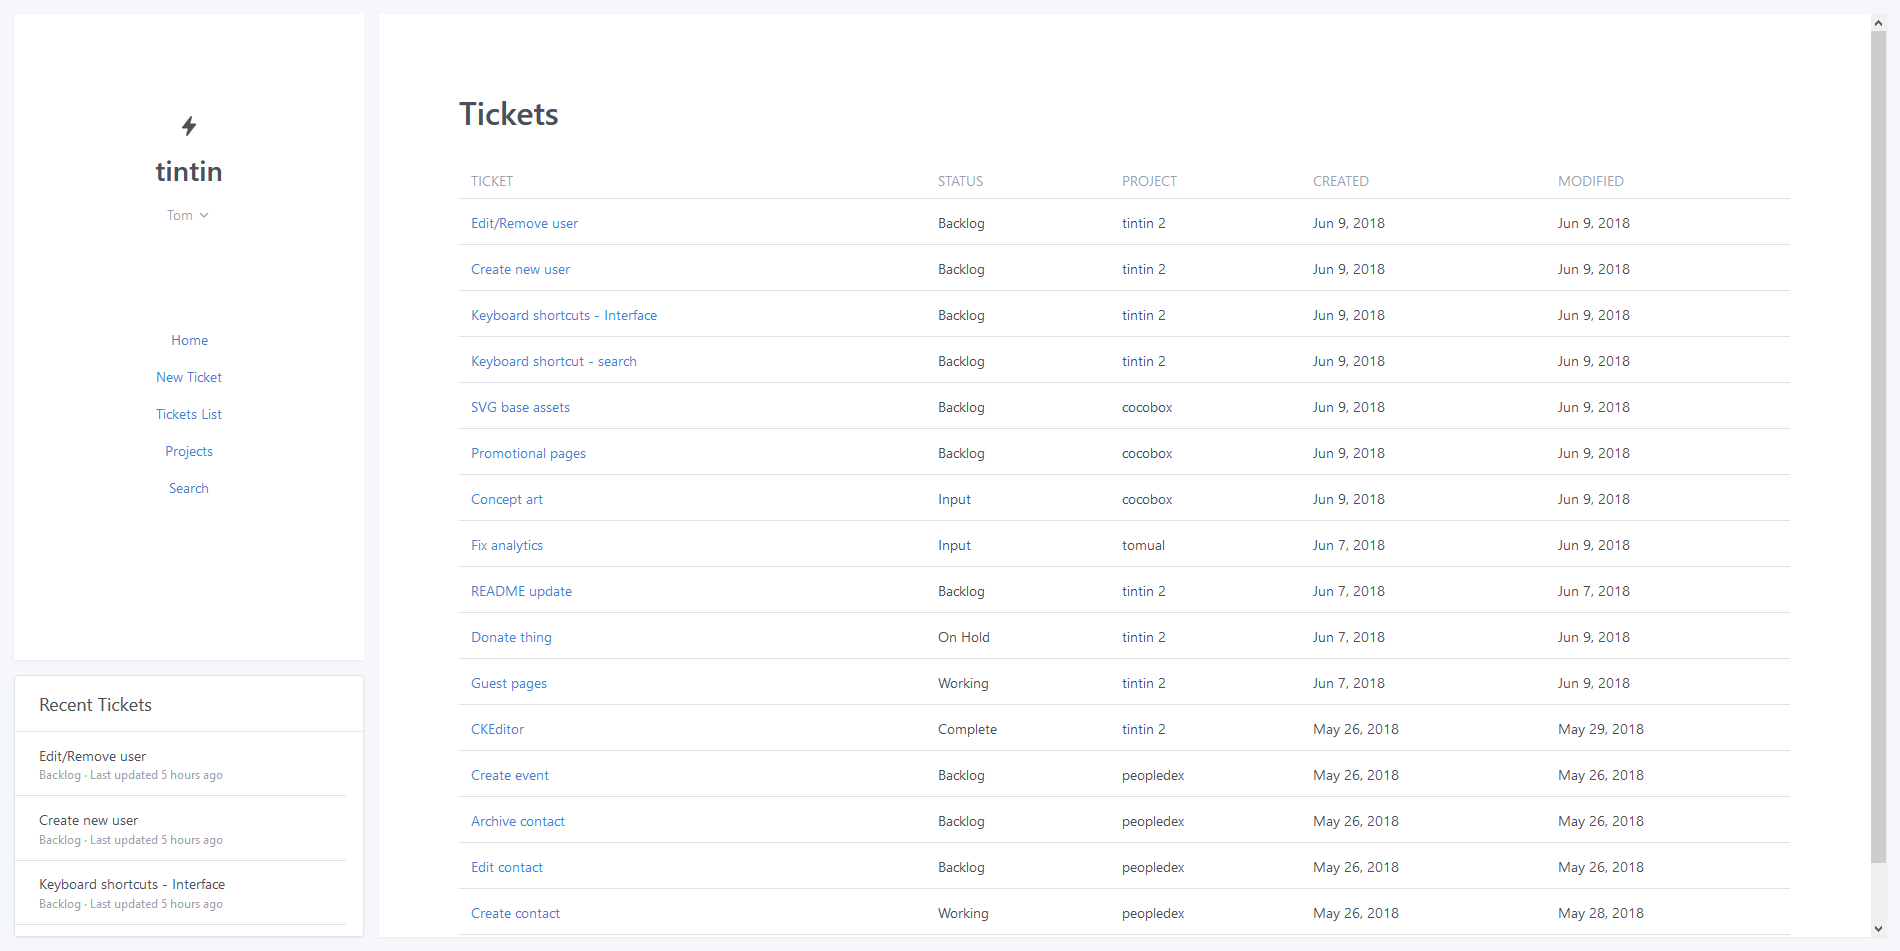 tintin
Tom
Home
New Ticket
Tickets List
Projects
Search
Recent Tickets
Edit/Remove user
Backlog · Last updated 5 hours ago
Create new user
Backlog · Last updated 5 hours ago
Keyboard shortcuts - Interface
Backlog · Last updated 5 hours ago
Tickets
TICKET STATUS PROJECT CREATED MODIFIED
Edit/Remove user Backlog tintin 2 Jun 9, 2018 Jun 9, 2018
Create new user Backlog tintin 2 Jun 9, 2018 Jun 9, 2018
Keyboard shortcuts - Interface Backlog tintin 2 Jun 9, 2018 Jun 9, 2018
Keyboard shortcut - search Backlog tintin 2 Jun 9, 2018 Jun 9, 2018
SVG base assets Backlog cocobox Jun 9, 2018 Jun 9, 2018
Promotional pages Backlog cocobox Jun 9, 2018 Jun 9, 2018
Concept art Input cocobox Jun 9, 2018 Jun 9, 2018
Fix analytics Input tomual Jun 7, 2018 Jun 9, 2018
README update Backlog tintin 2 Jun 7, 2018 Jun 7, 2018
Donate thing On Hold tintin 2 Jun 7, 2018 Jun 9, 2018
Guest pages Working tintin 2 Jun 7, 2018 Jun 9, 2018
CKEditor Complete tintin 2 May 26, 2018 May 29, 2018
Create event Backlog peopledex May 26, 2018 May 26, 2018
Archive contact Backlog peopledex May 26, 2018 May 26, 2018
Edit contact Backlog peopledex May 26, 2018 May 26, 2018
Create contact Working peopledex May 26, 2018 May 28, 2018